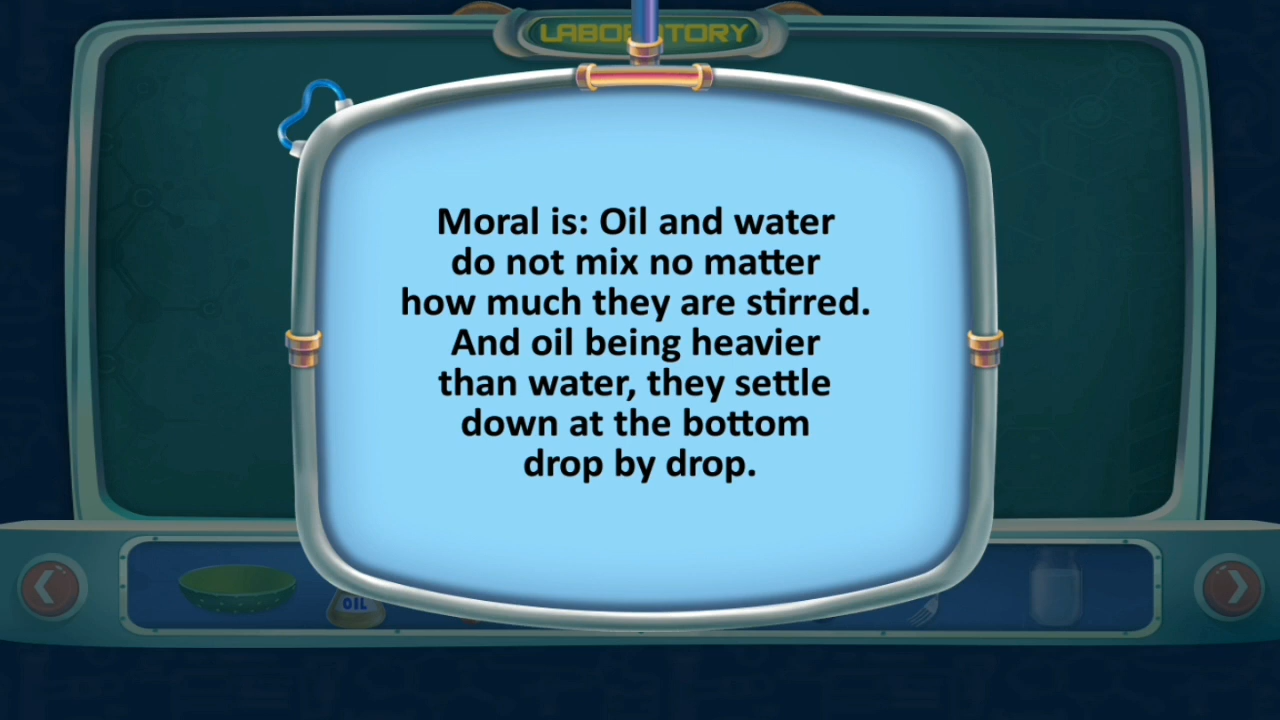 LABORATORY
Moral is: Oil and water
do not mix no matter
how much they are stirred.
And oil being heavier
than water, they settle
down at the bottom
drop by drop.
OIL